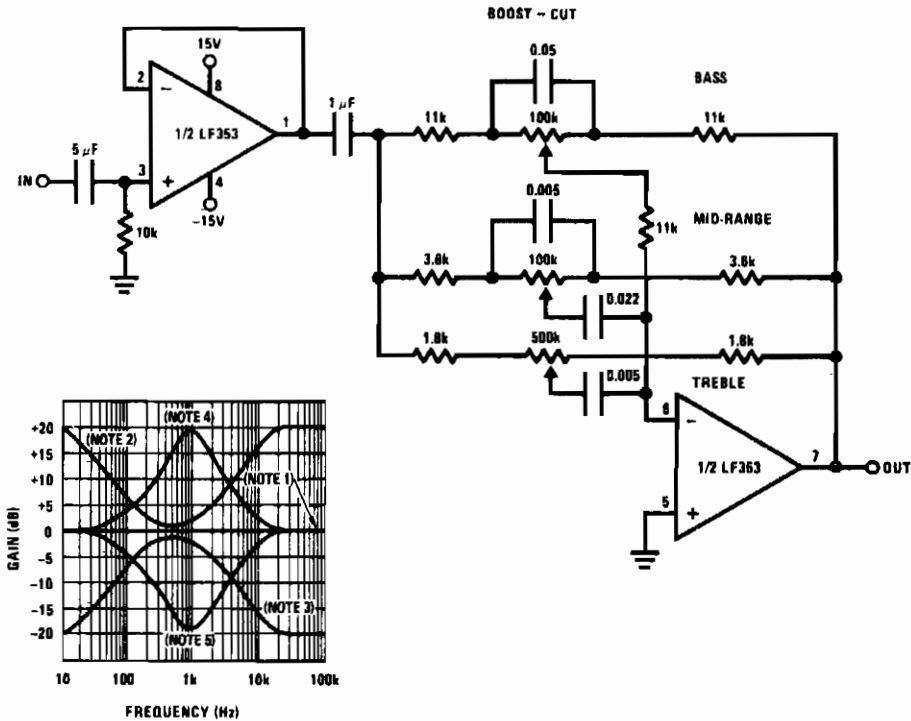 BOOST – CUT
0.05
BASS
15V
2
8
–
1 µF
100k
11k
11k
1/2 LF353
1
5 µF
IN
3
+
4
–15V
0.005
10k
11k
MID-RANGE
3.6k
100k
3.6k
0.022
1.8k
500k
1.8k
0.005
TREBLE
6
–
1/2 LF353
7
OUT
5
+
+20
+15
+10
+5
0
–5
–10
–15
–20
GAIN (dB)
(NOTE 2)
(NOTE 4)
(NOTE 1)
(NOTE 3)
(NOTE 5)
10
100
1k
10k
100k
FREQUENCY (Hz)